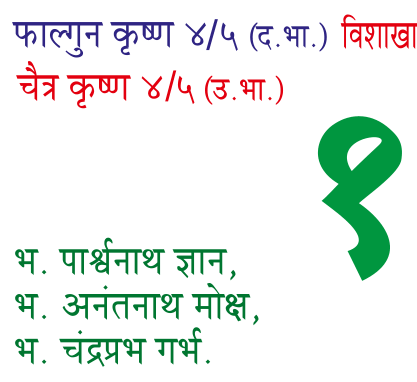 फाल्गुन कृष्ण ४/५ (द.भा.) विशाखा
चैत्र कृष्ण ४/५ (उ.भा.)
१
भ. पार्श्वनाथ ज्ञान,
भ. अनंतनाथ मोक्ष,
भ. चंद्रप्रभ गर्भ.